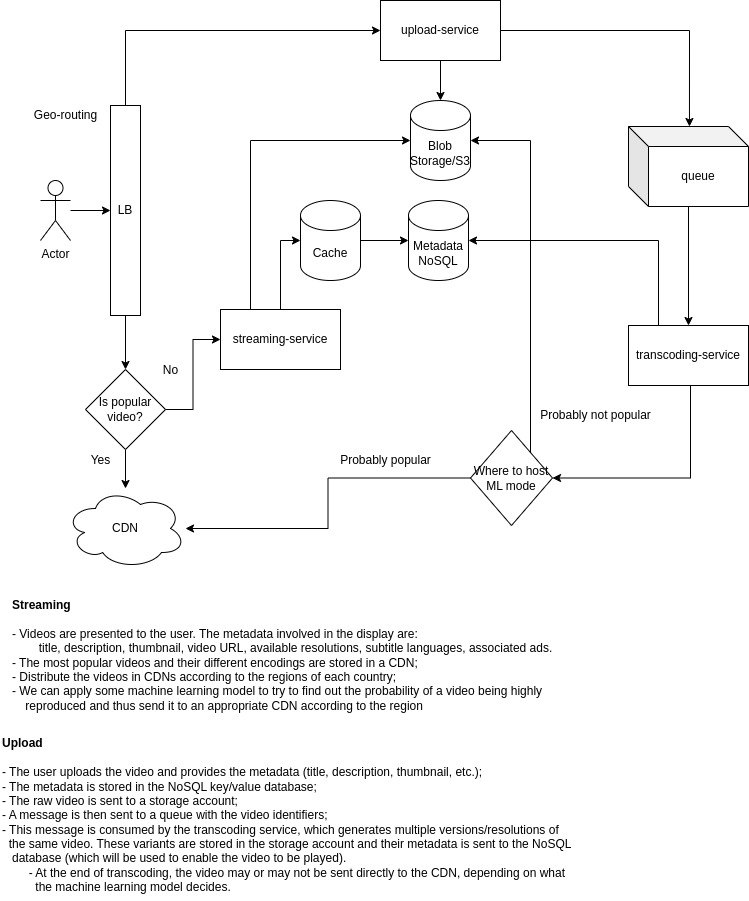 upload-service
Geo-routing
Blob
Storage/S3
queue
LB
Actor
Cache
Metadata
NoSQL
streaming-service
transcoding-service
No
Is popular
video?
Probably not popular
Yes
Probably popular
Where to host
ML mode
CDN
Streaming
- Videos are presented to the user. The metadata involved in the display are:
title, description, thumbnail, video URL, available resolutions, subtitle languages, associated ads.
- The most popular videos and their different encodings are stored in a CDN;
- Distribute the videos in CDNs according to the regions of each country;
- We can apply some machine learning model to try to find out the probability of a video being highly
reproduced and thus send it to an appropriate CDN according to the region
Upload
- The user uploads the video and provides the metadata (title, description, thumbnail, etc.);
- The metadata is stored in the NoSQL key/value database;
- The raw video is sent to a storage account;
- A message is then sent to a queue with the video identifiers;
- This message is consumed by the transcoding service, which generates multiple versions/resolutions of
the same video. These variants are stored in the storage account and their metadata is sent to the NoSQL
database (which will be used to enable the video to be played).
- At the end of transcoding, the video may or may not be sent directly to the CDN, depending on what
the machine learning model decides.